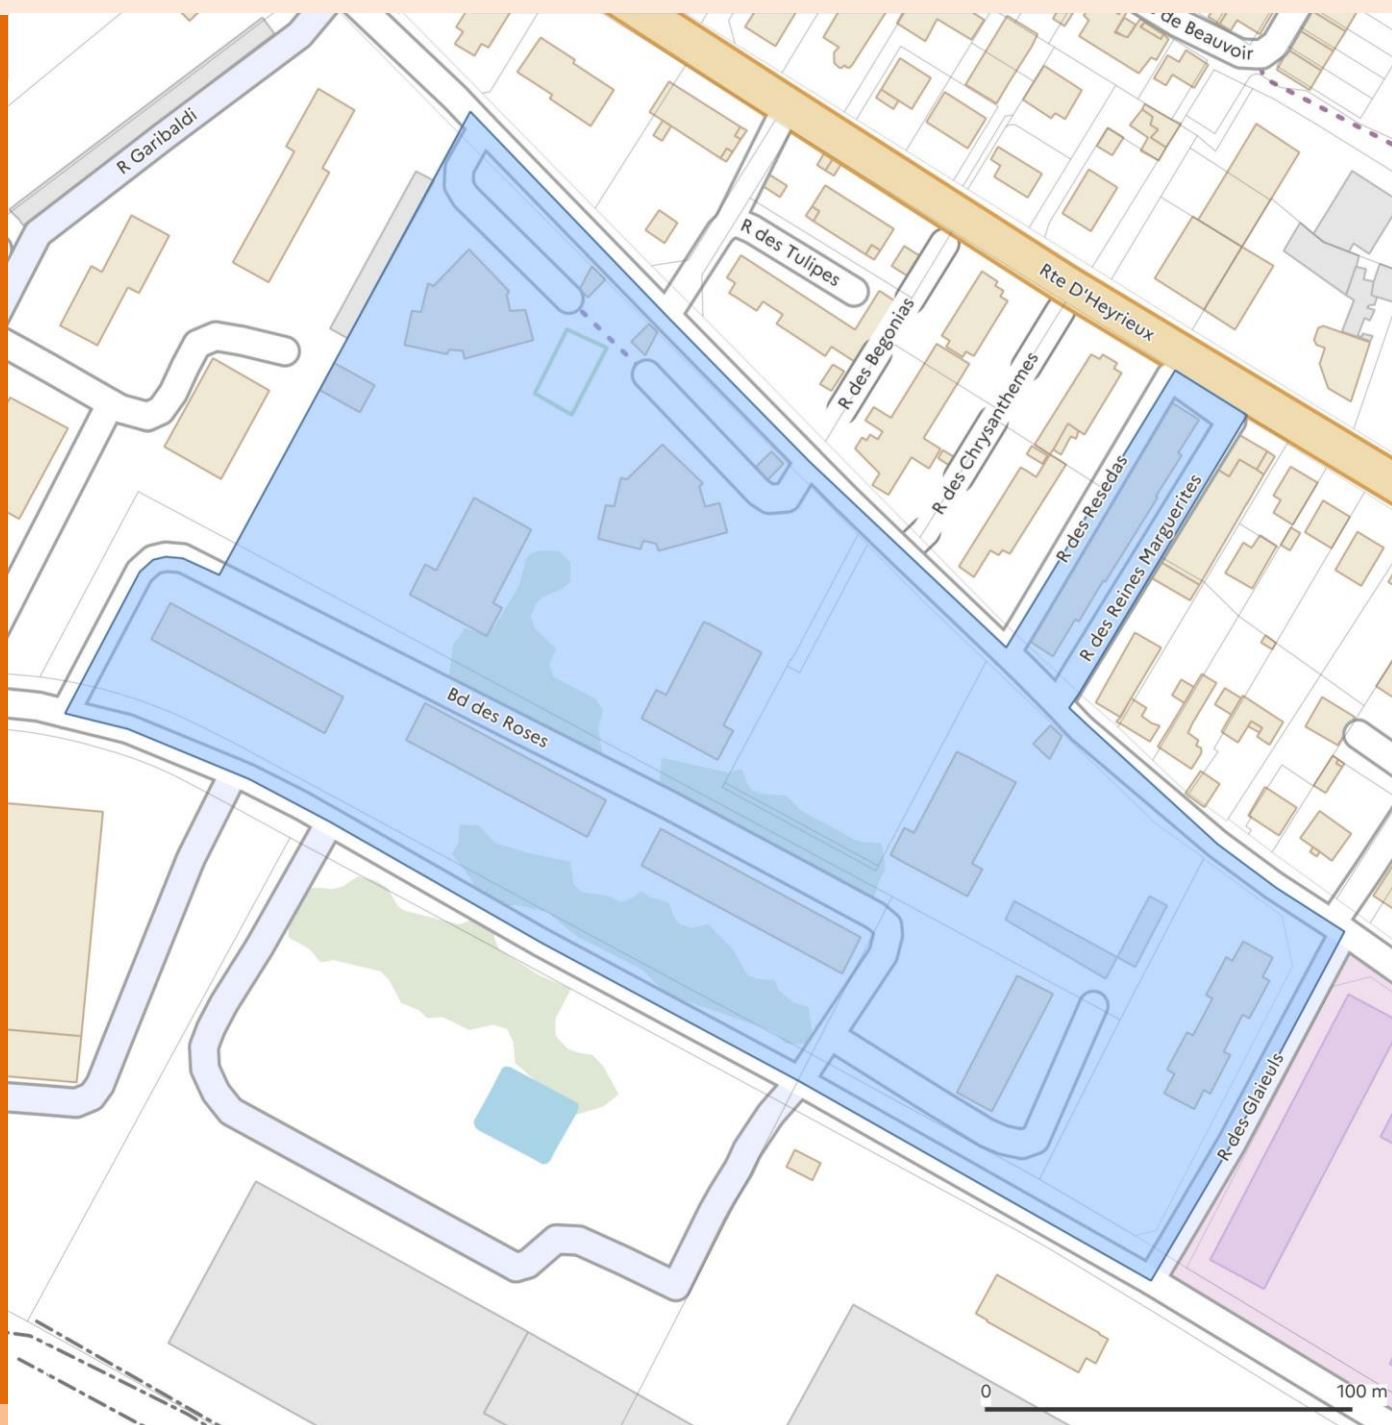 de Beauvoir
R Garibaldi
R des Tulipes
Rte D'Heyrieux
R des Begonias
R des Chrysanthemes
R des Resedas
R des Reines Marguerites
Bd des Roses
R des Glaieuls
0
100 m